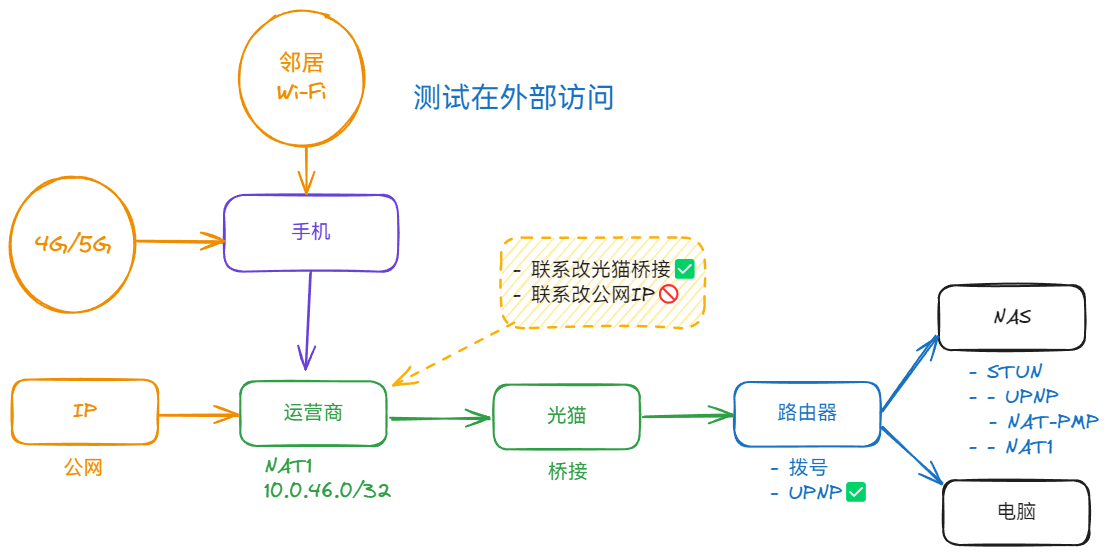 邻居
Wi-Fi
测试在外部访问
4G/5G
手机
- 联系改光猫桥接✅
- 联系改公网IP🚫
NAS
- STUN
- - UPNP
- NAT-PMP
- - NAT1
IP
公网
运营商
NAT1
10.0.46.0/32
光猫
桥接
路由器
- 拨号
- UPNP✅
电脑